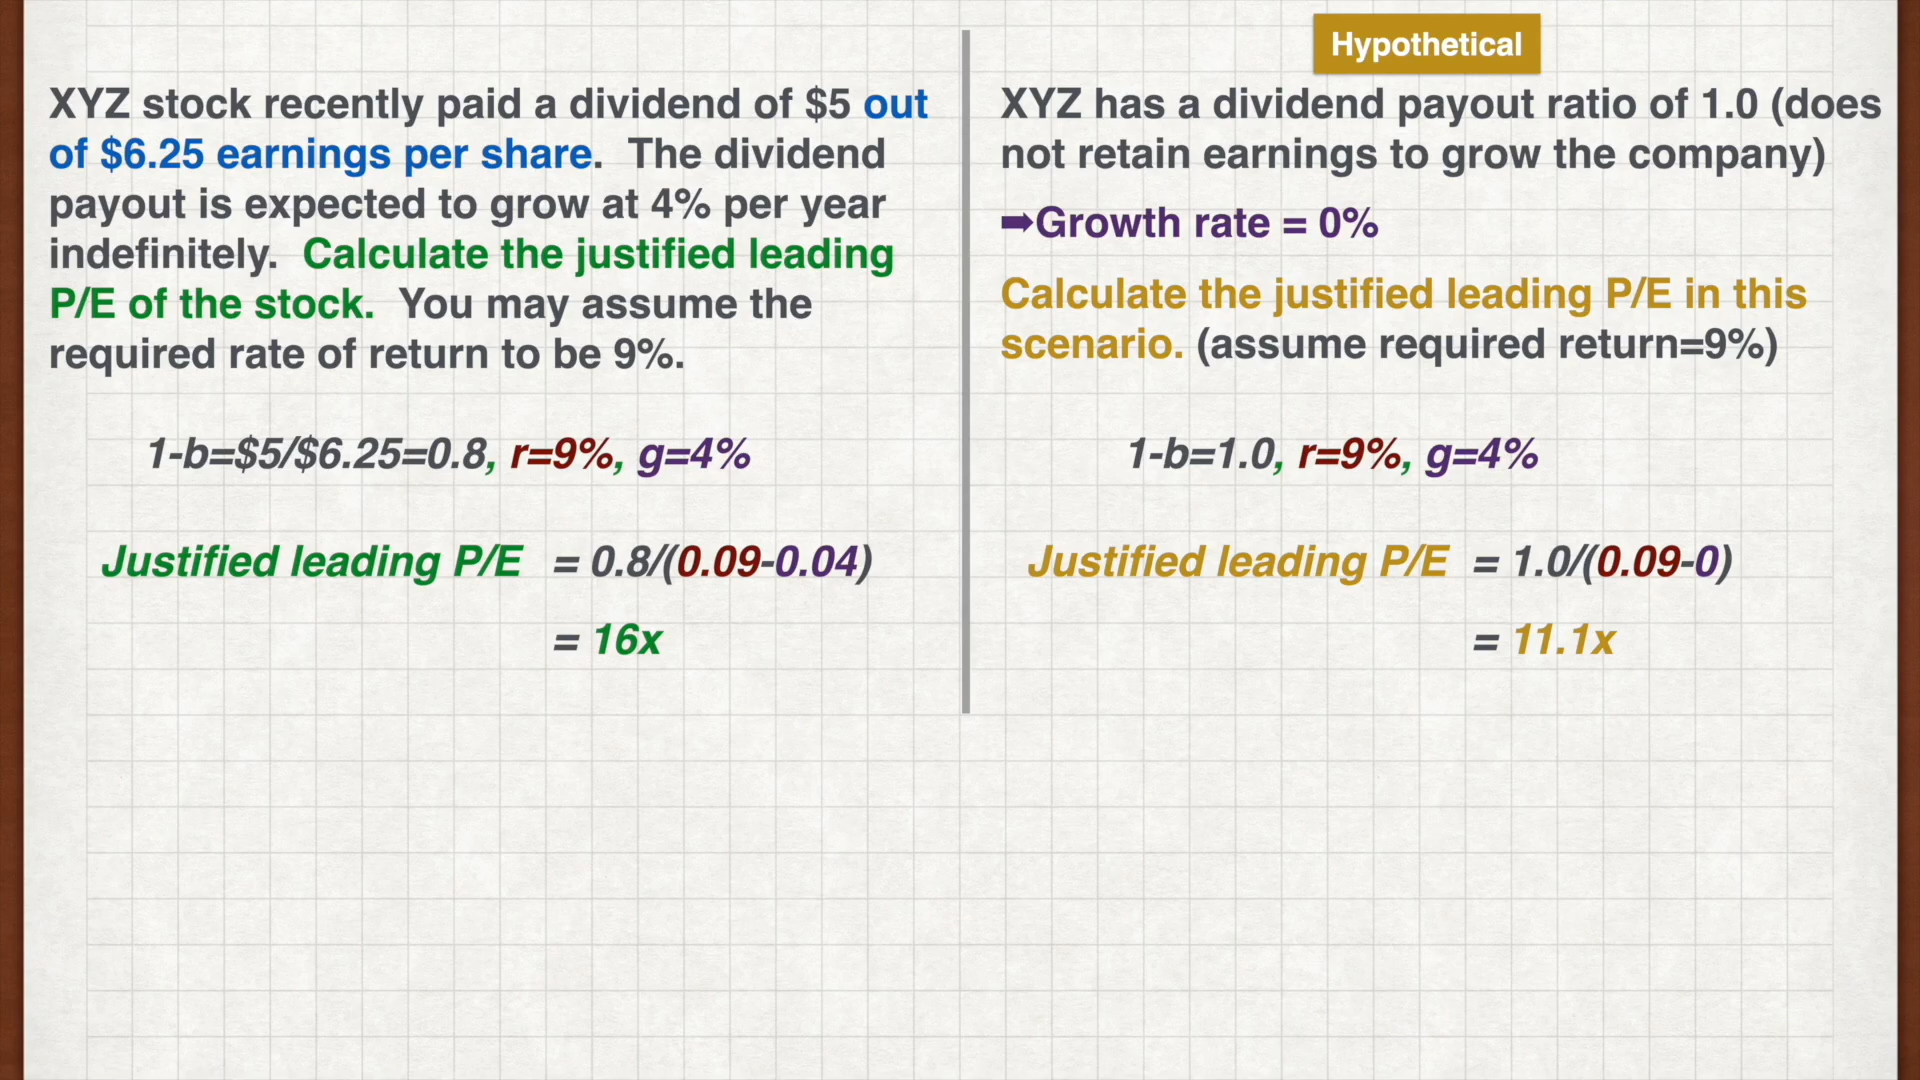 XYZ stock recently paid a dividend of $5 out
of $6.25 earnings per share. The dividend
payout is expected to grow at 4% per year
indefinitely. Calculate the justified leading
P/E of the stock. You may assume the
required rate of return to be 9%.
1-b=$5/$6.25=0.8, r=9%, g=4%
Justified leading P/E = 0.8/(0.09-0.04)
= 16x
Hypothetical
XYZ has a dividend payout ratio of 1.0 (does
not retain earnings to grow the company)
➡Growth rate = 0%
Calculate the justified leading P/E in this
scenario. (assume required return=9%)
1-b=1.0, r=9%, g=4%
Justified leading P/E = 1.0/(0.09-0)
= 11.1x